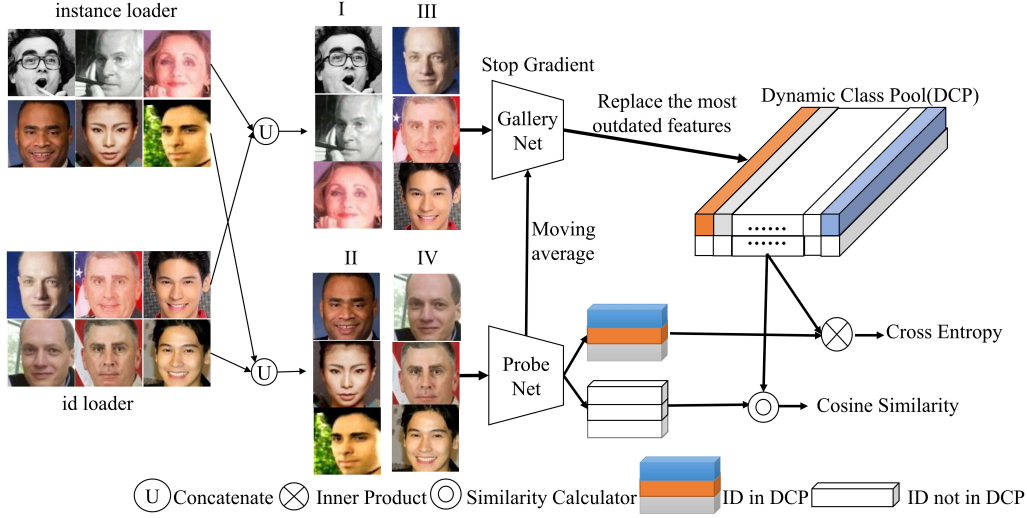 instance loader
I
III
Stop Gradient
Gallery
Net
Replace the most
outdated features
Dynamic Class Pool(DCP)
U
......
......
Moving
average
II
IV
id loader
U
Probe
Net
Cross Entropy
Cosine Similarity
U Concatenate
Inner Product
Similarity Calculator
ID in DCP
ID not in DCP